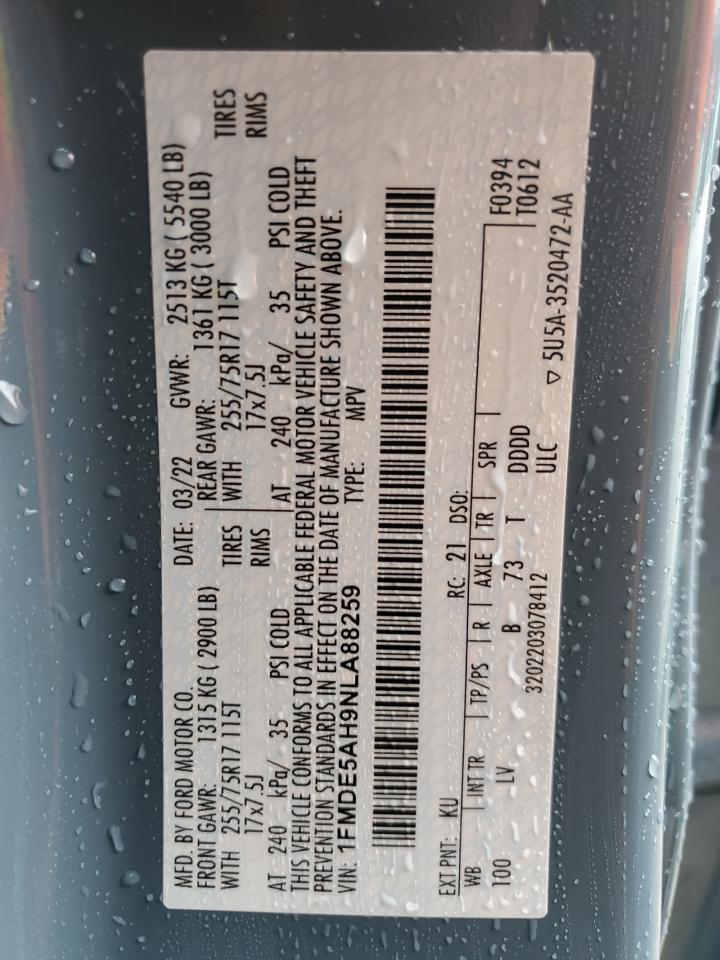 MFD. BY FORD MOTOR CO. DATE: 03/22 GVWR: 2513 KG ( 5540 LB)
FRONT GAWR: 1315 KG ( 2900 LB) REAR GAWR: 1361 KG ( 3000 LB)
WITH 255/75R17 115T TIRES WITH 255/75R17 115T TIRES
17x7.5J RIMS 17x7.5J RIMS
AT 240 kPa/ 35 PSI COLD AT 240 kPa/ 35 PSI COLD
THIS VEHICLE CONFORMS TO ALL APPLICABLE FEDERAL MOTOR VEHICLE SAFETY AND THEFT
PREVENTION STANDARDS IN EFFECT ON THE DATE OF MANUFACTURE SHOWN ABOVE.
VIN: 1FMDE5AH9NLA88259 TYPE: MPV
EXT PNT: KU RC: 21 DSO:
WB INT TR TP/PS R AXLE TR SPR F0394
100 LV B 73 T DDDD T0612
3202203078412 ULC
▽ 5U5A-3520472-AA